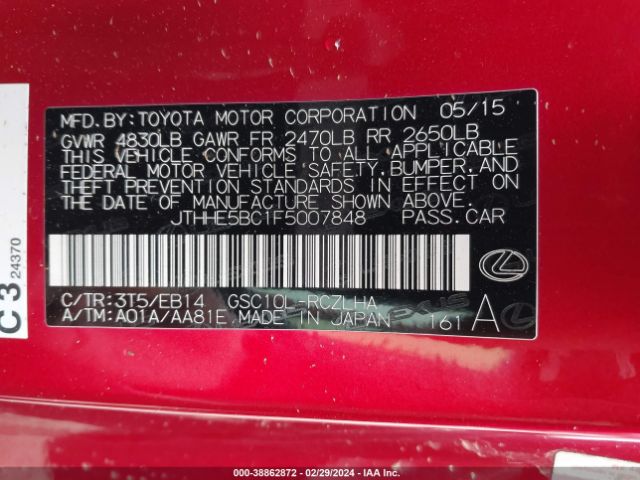 MFD.BY:TOYOTA MOTOR CORPORATION 05/15
GVWR 4830LB GAWR FR 2470LB RR 2650LB
THIS VEHICLE CONFORMS TO ALL APPLICABLE
FEDERAL MOTOR VEHICLE SAFETY,BUMPER,AND
THEFT PREVENTION STANDARDS IN EFFECT ON
THE DATE OF MANUFACTURE SHOWN ABOVE.
JTHHE5BC1F5007848 PASS.CAR
C/TR:3T5/EB14 GSC10L-RCZLHA
A/TM:A01A/AA81E MADE IN JAPAN 161 A
C3 24370
000-38862872 / 02/29/2024 - IAA Inc.